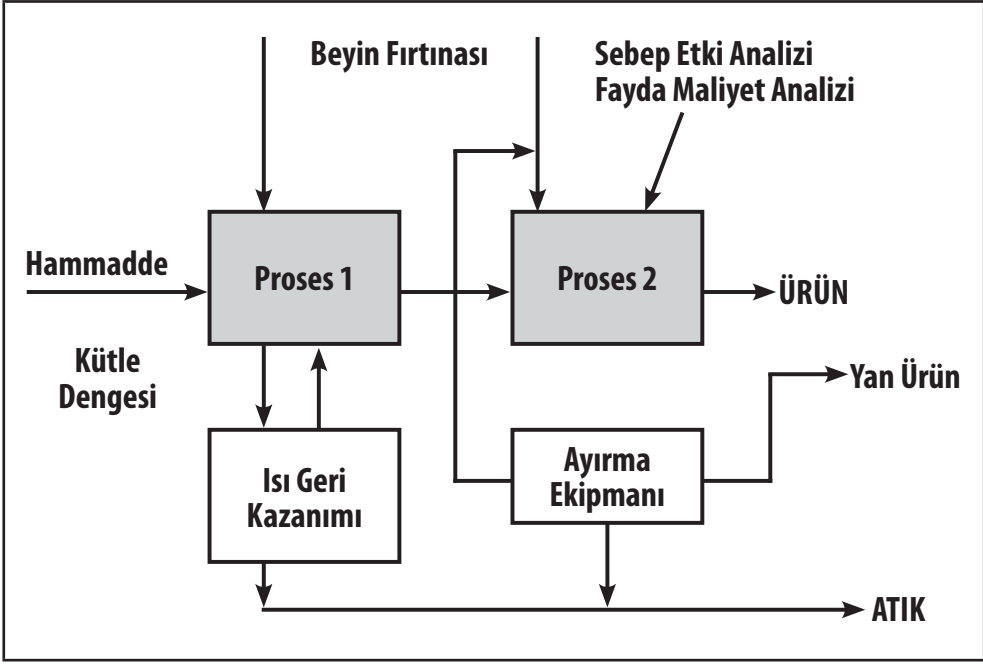 Beyin Fırtınası
Sebep Etki Analizi
Fayda Maliyet Analizi
Hammadde
Proses 1
Proses 2
ÜRÜN
Kütle
Dengesi
Yan Ürün
Isı Geri
Kazanımı
Ayırma
Ekipmanı
ATIK